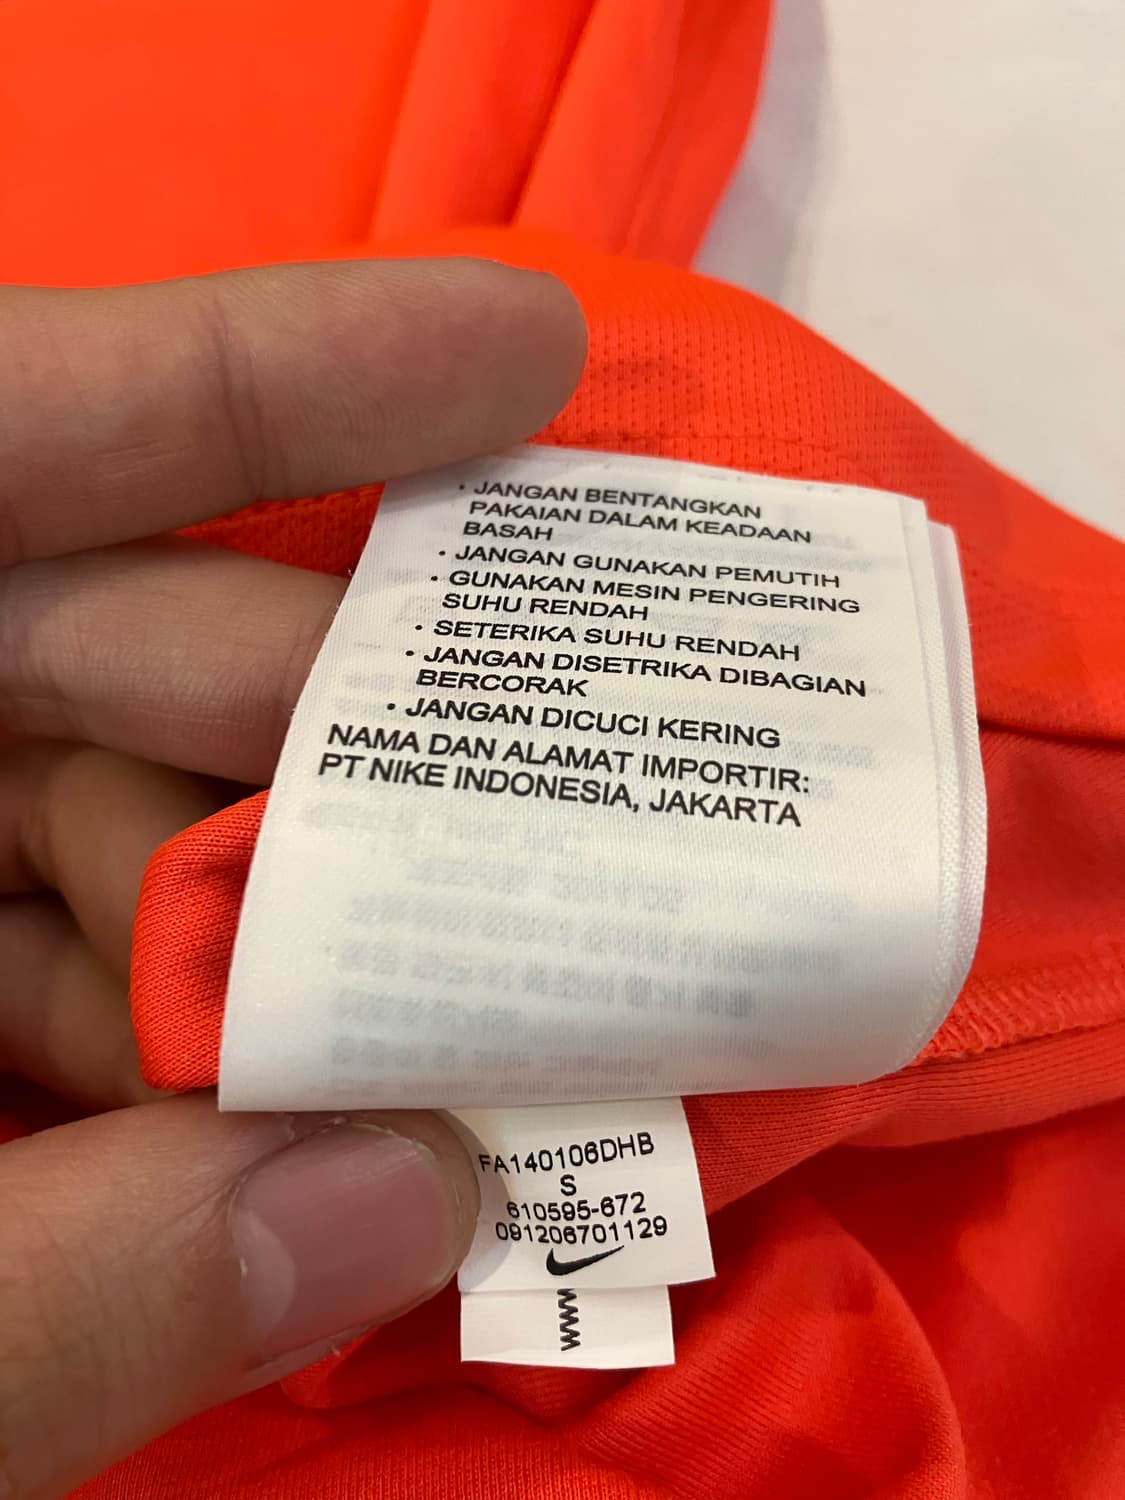 • JANGAN BENTANGKAN
PAKAIAN DALAM KEADAAN
BASAH
• JANGAN GUNAKAN PEMUTIH
• GUNAKAN MESIN PENGERING
SUHU RENDAH
• SETERIKA SUHU RENDAH
• JANGAN DISETRIKA DIBAGIAN
BERCORAK
• JANGAN DICUCI KERING
NAMA DAN ALAMAT IMPORTIR:
PT NIKE INDONESIA, JAKARTA
FA140106DHB
S
610595-672
091206701129